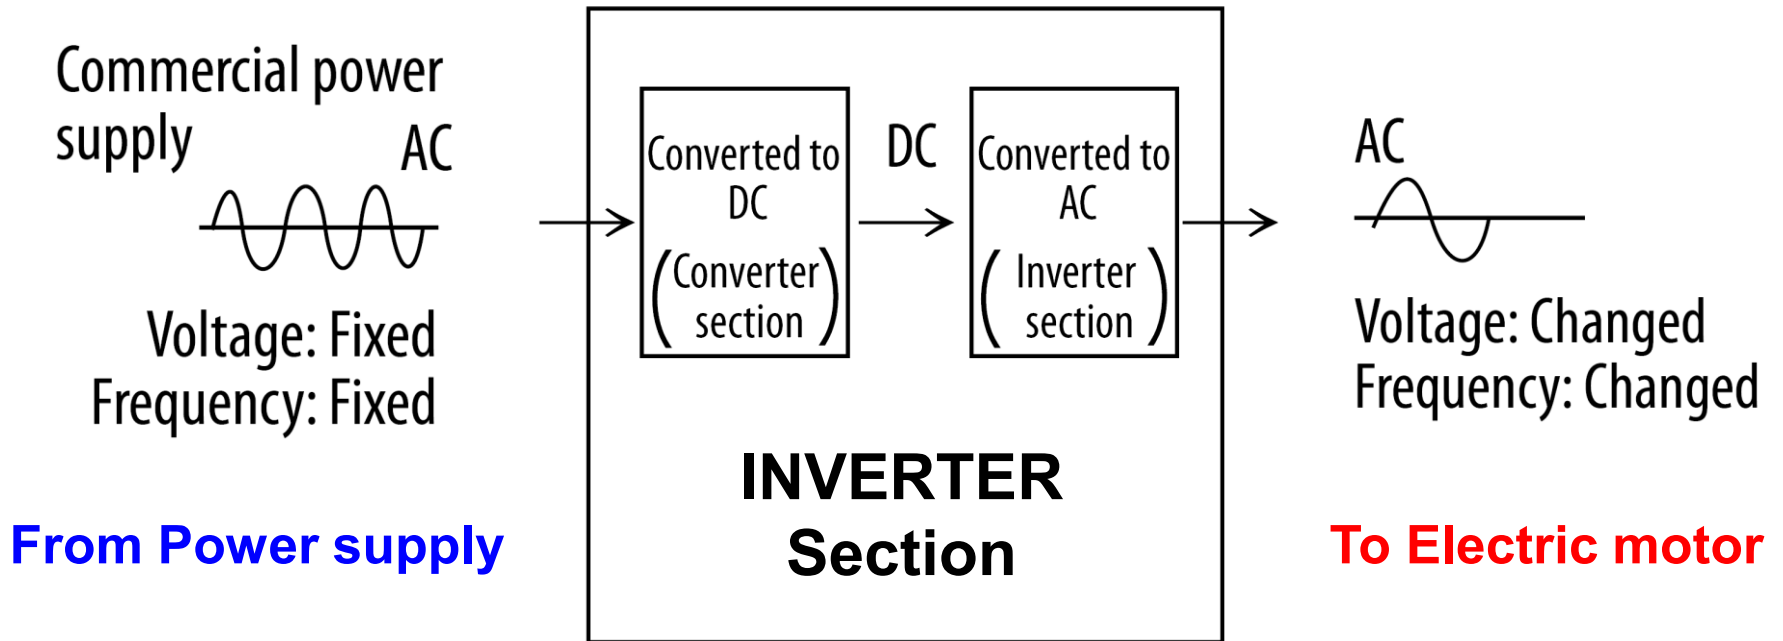 Commercial power
supply
AC
Voltage: Fixed
Frequency: Fixed
From Power supply
Converted to
DC
(Converter
section)
DC
Converted to
AC
(Inverter
section)
INVERTER
Section
AC
Voltage: Changed
Frequency: Changed
To Electric motor